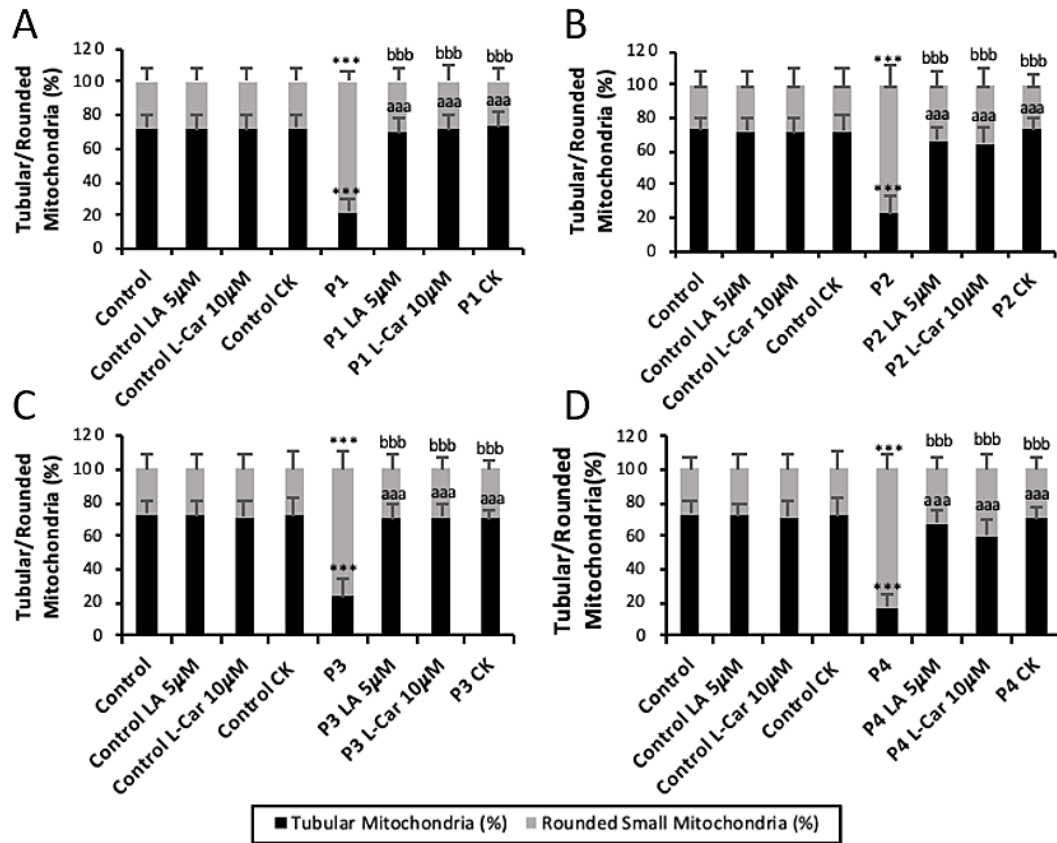 A
Tubular/Rounded
Mitochondria (%)
120
100
80
60
40
20
0
***
***
bbb
bbb
bbb
aaa
aaa
aaa
Control
Control LA 5µM
Control L-Car 10µM
Control CK
P1
P1 LA 5µM
P1 L-Car 10µM
P1 CK
B
Tubular/Rounded
Mitochondria (%)
120
100
80
60
40
20
0
***
***
bbb
bbb
bbb
aaa
aaa
aaa
Control
Control LA 5µM
Control L-Car 10µM
Control CK
P2
P2 LA 5µM
P2 L-Car 10µM
P2 CK
C
Tubular/Rounded
Mitochondria (%)
120
100
80
60
40
20
0
***
***
bbb
bbb
bbb
aaa
aaa
aaa
Control
Control LA 5µM
Control L-Car 10µM
Control CK
P3
P3 LA 5µM
P3 L-Car 10µM
P3 CK
D
Tubular/Rounded
Mitochondria(%)
120
100
80
60
40
20
0
***
***
bbb
bbb
bbb
aaa
aaa
aaa
Control
Control LA 5µM
Control L-Car 10µM
Control CK
P4
P4 LA 5µM
P4 L-Car 10µM
P4 CK
Tubular Mitochondria (%) Rounded Small Mitochondria (%)